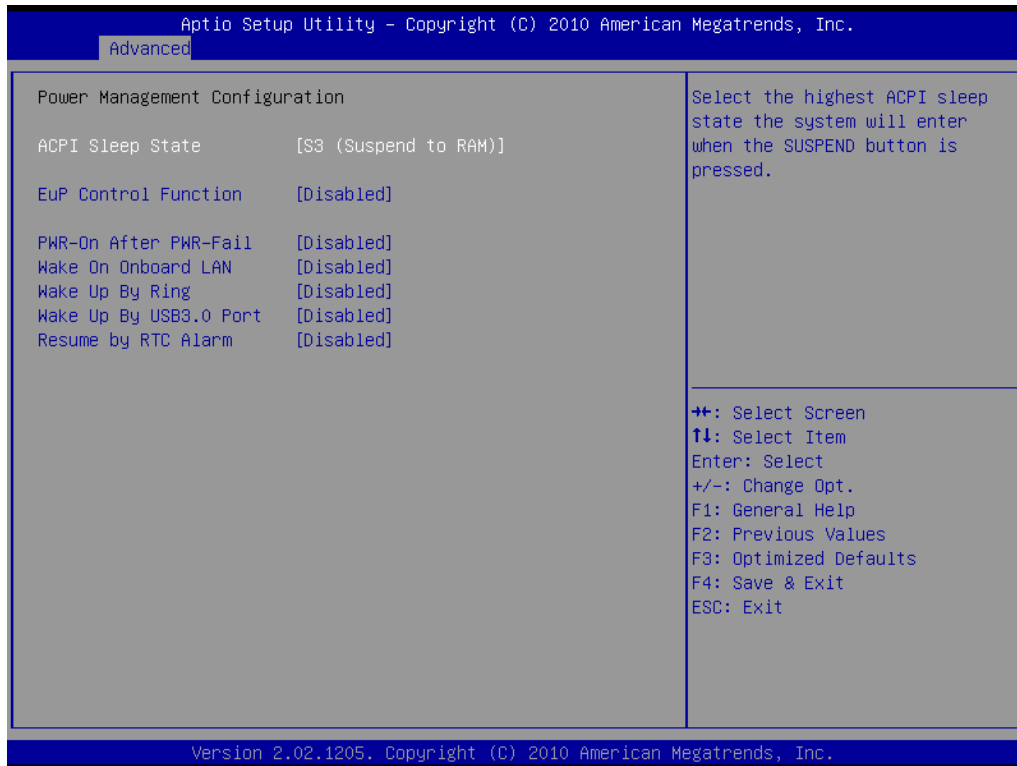 Aptio Setup Utility – Copyright (C) 2010 American Megatrends, Inc.
Advanced
Power Management Configuration
ACPI Sleep State [S3 (Suspend to RAM)]
EuP Control Function [Disabled]
PWR-On After PWR-Fail [Disabled]
Wake On Onboard LAN [Disabled]
Wake Up By Ring [Disabled]
Wake Up By USB3.0 Port [Disabled]
Resume by RTC Alarm [Disabled]
Select the highest ACPI sleep
state the system will enter
when the SUSPEND button is
pressed.
→←: Select Screen
↑↓: Select Item
Enter: Select
+/-: Change Opt.
F1: General Help
F2: Previous Values
F3: Optimized Defaults
F4: Save & Exit
ESC: Exit
Version 2.02.1205. Copyright (C) 2010 American Megatrends, Inc.